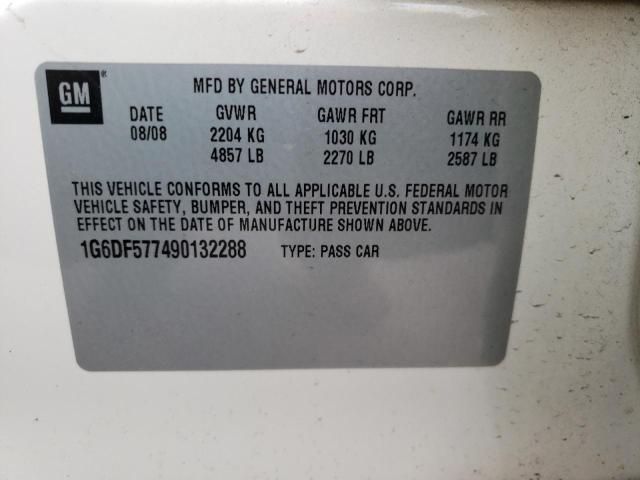 GM®
MFD BY GENERAL MOTORS CORP.
DATE GVWR GAWR FRT GAWR RR
08/08 2204 KG 1030 KG 1174 KG
4857 LB 2270 LB 2587 LB
THIS VEHICLE CONFORMS TO ALL APPLICABLE U.S. FEDERAL MOTOR
VEHICLE SAFETY, BUMPER, AND THEFT PREVENTION STANDARDS IN
EFFECT ON THE DATE OF MANUFACTURE SHOWN ABOVE.
1G6DF577490132288 TYPE: PASS CAR